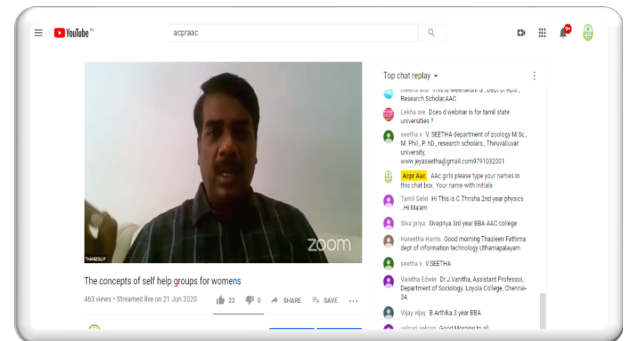 YouTube IN
acpraac
9+
Top chat replay
Research Scholar,AAC
Lekha sre Does d webinar is for tamil state
universities ?
seetha v V.SEETHA department of zoology M.Sc.,
M. Phil., P. hD., research scholars., Thiruvalluvar
university,
www.jeyaseetha@gmail.com9791032001
Acpr Aac AAc girls please type your names in
this chat box. Your name with initials
Tamil Selvi Hi This is C Thrisha 2nd year physics
. Hi Ma'am
Siva priya Sivapriya 3rd year BBA AAC college
Hareetha Harris Good morning Thasleen Fathima
dept of information technology Uthamapalayam
seetha v V.SEETHA
Vanitha Edwin Dr.J.Vanitha, Assistant Professor,
Department of Sociology, Loyola College, Chennai-
34.
Vijay vijay B.Arthika 3 year BBA
Good Morning to all
zoom
The concepts of self help groups for womens
463 views • Streamed live on 21 Jun 2020
23
0
SHARE
SAVE